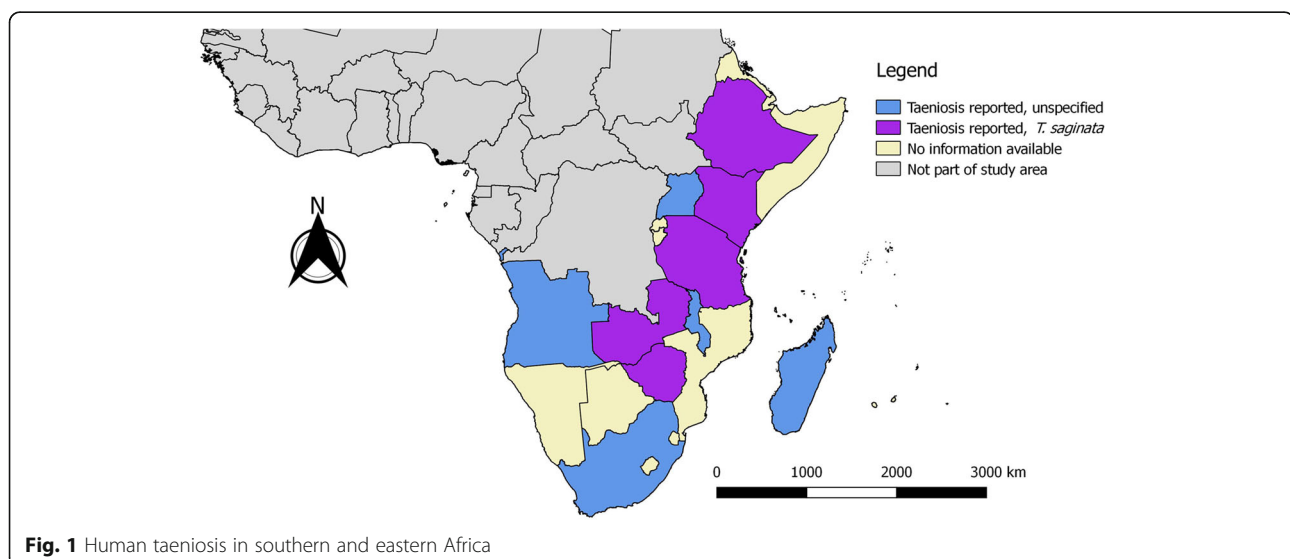 Legend
Taeniosis reported, unspecified
Taeniosis reported, T. saginata
No information available
Not part of study area
N
0 1000 2000 3000 km
Fig. 1 Human taeniosis in southern and eastern Africa